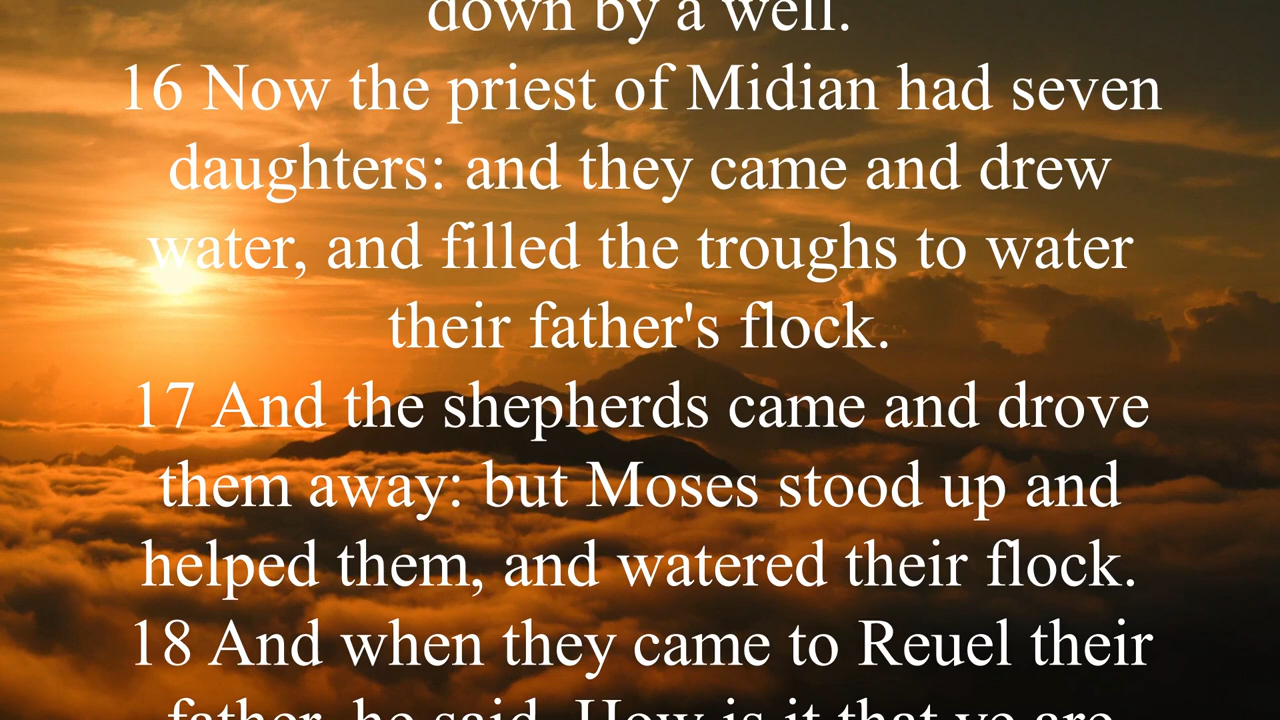 down by a well.
16 Now the priest of Midian had seven
daughters: and they came and drew
water, and filled the troughs to water
their father's flock.
17 And the shepherds came and drove
them away: but Moses stood up and
helped them, and watered their flock.
18 And when they came to Reuel their
father, he said, How is it that ye are